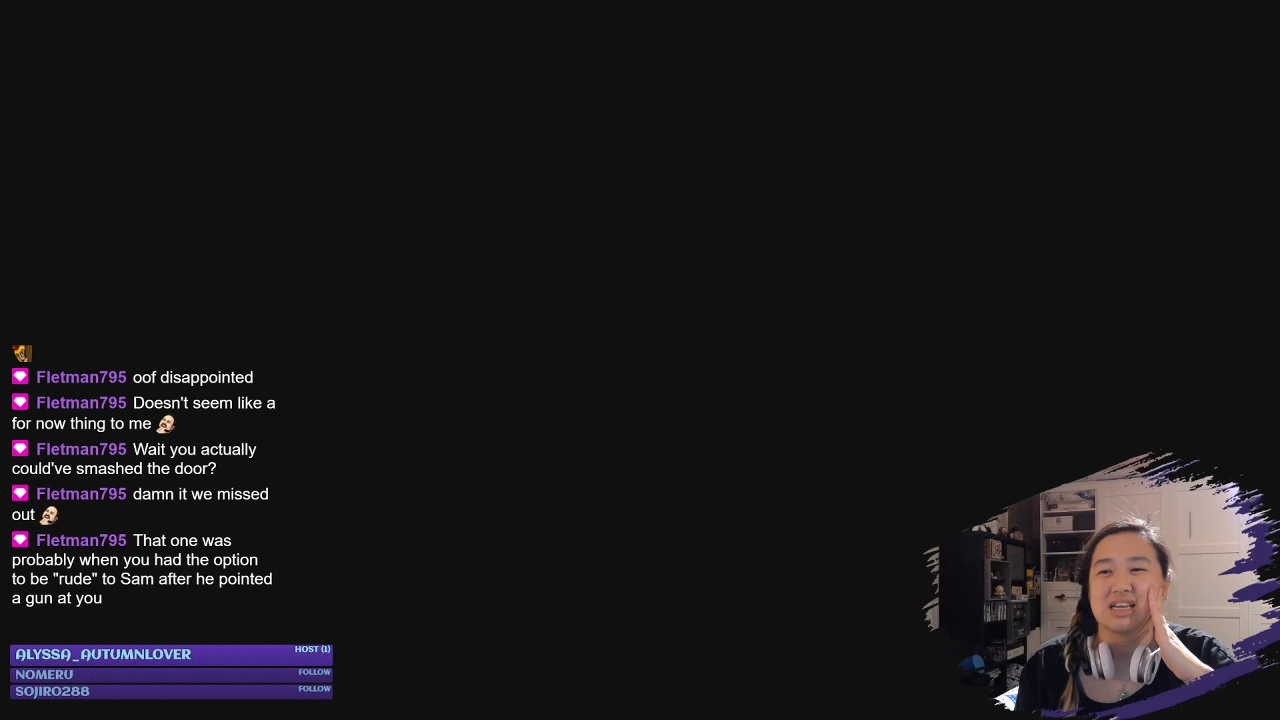 Fletman795 oof disappointed
Fletman795 Doesn't seem like a
for now thing to me
Fletman795 Wait you actually
could've smashed the door?
Fletman795 damn it we missed
out
Fletman795 That one was
probably when you had the option
to be "rude" to Sam after he pointed
a gun at you
ALYSSA_AUTUMNLOVER HOST (1)
NOMERU FOLLOW
SOJIRO288 FOLLOW